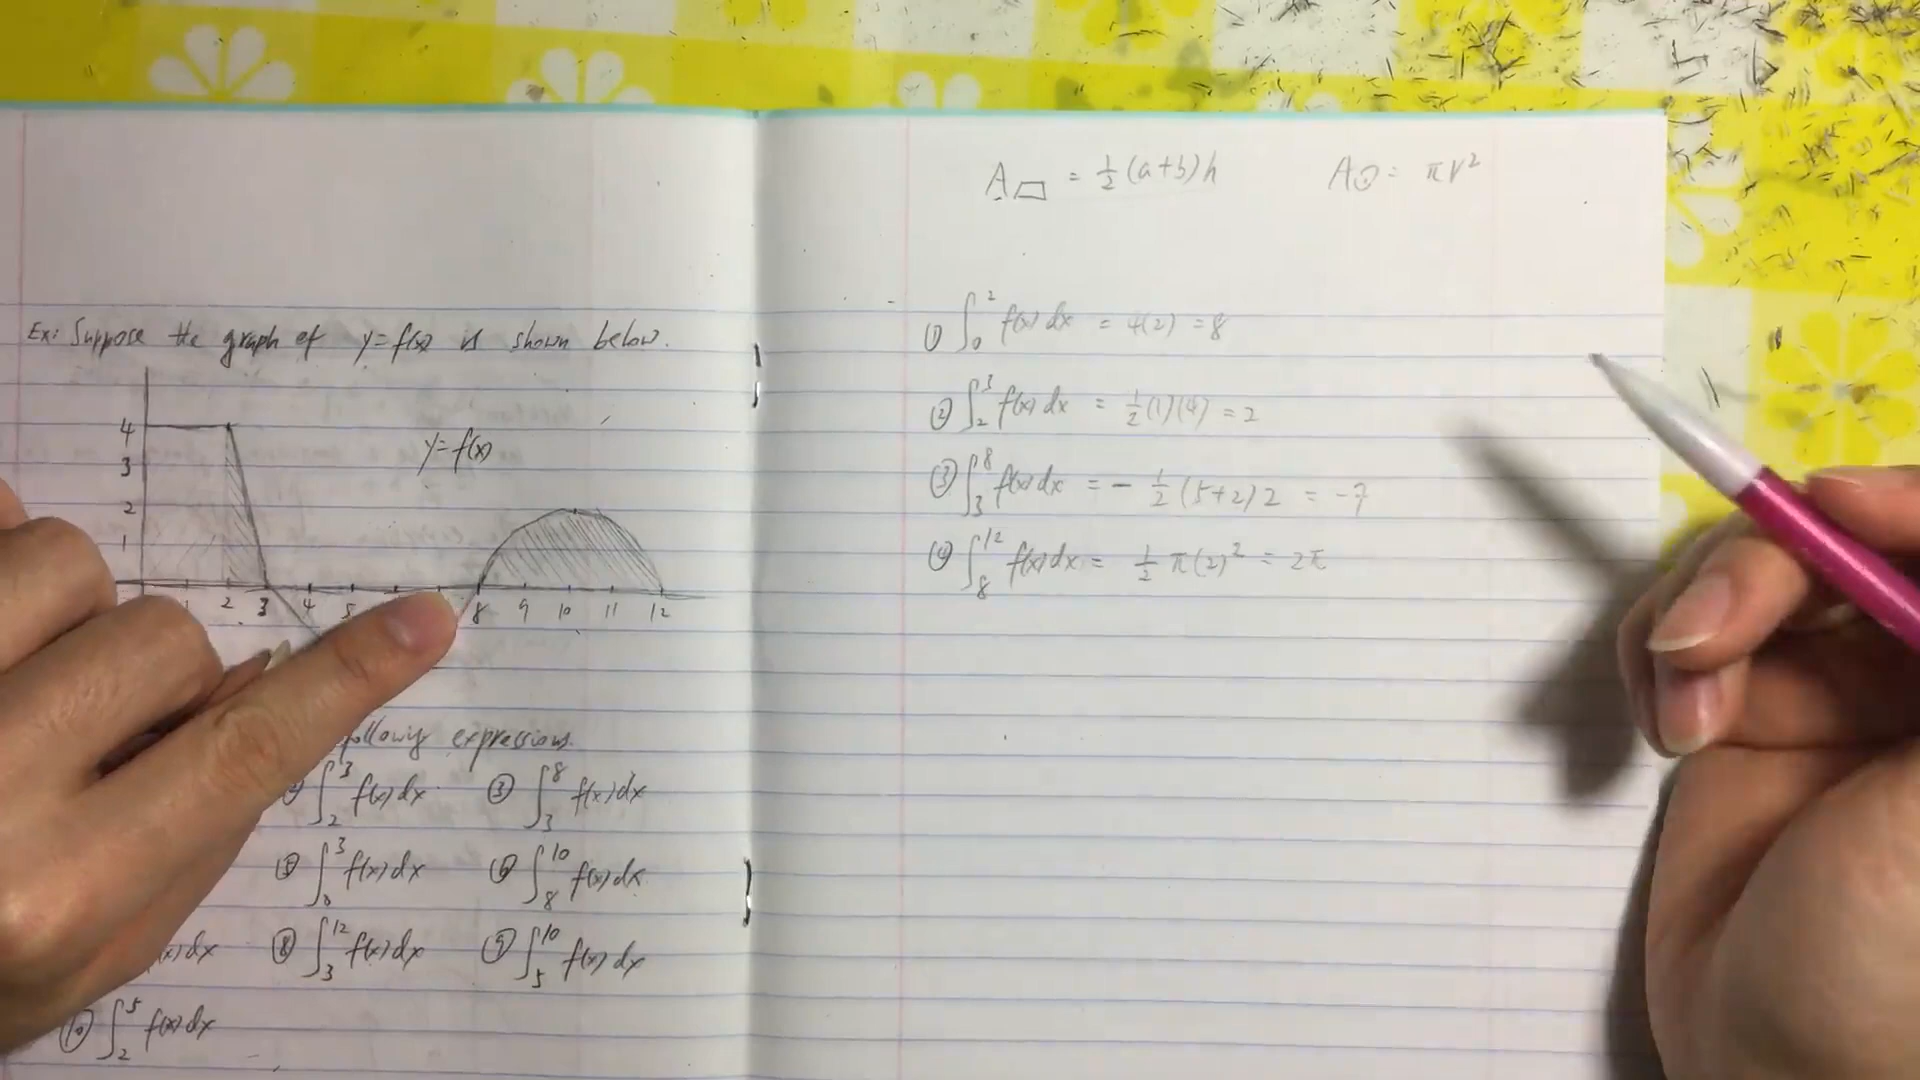 Ex: Suppose the graph of y=f(x) is shown below.
4
3
2
1
y=f(x)
1 2 3 4 5 8 9 10 11 12
following expressions.
∫₂³ f(x)dx ③ ∫₃⁸ f(x)dx
⑤ ∫₀³ f(x)dx ⑥ ∫₈¹⁰ f(x)dx
f(x)dx ⑧ ∫₃¹² f(x)dx ⑨ ∫₅¹⁰ f(x)dx
⑩ ∫₂⁵ f(x)dx
A▱ = ½(a+b)h A⊙ = πr²
① ∫₀² f(x)dx = 4(2) = 8
② ∫₂³ f(x)dx = ½(1)(4) = 2
③ ∫₃⁸ f(x)dx = - ½(5+2)2 = -7
④ ∫₈¹² f(x)dx = ½π(2)² = 2π